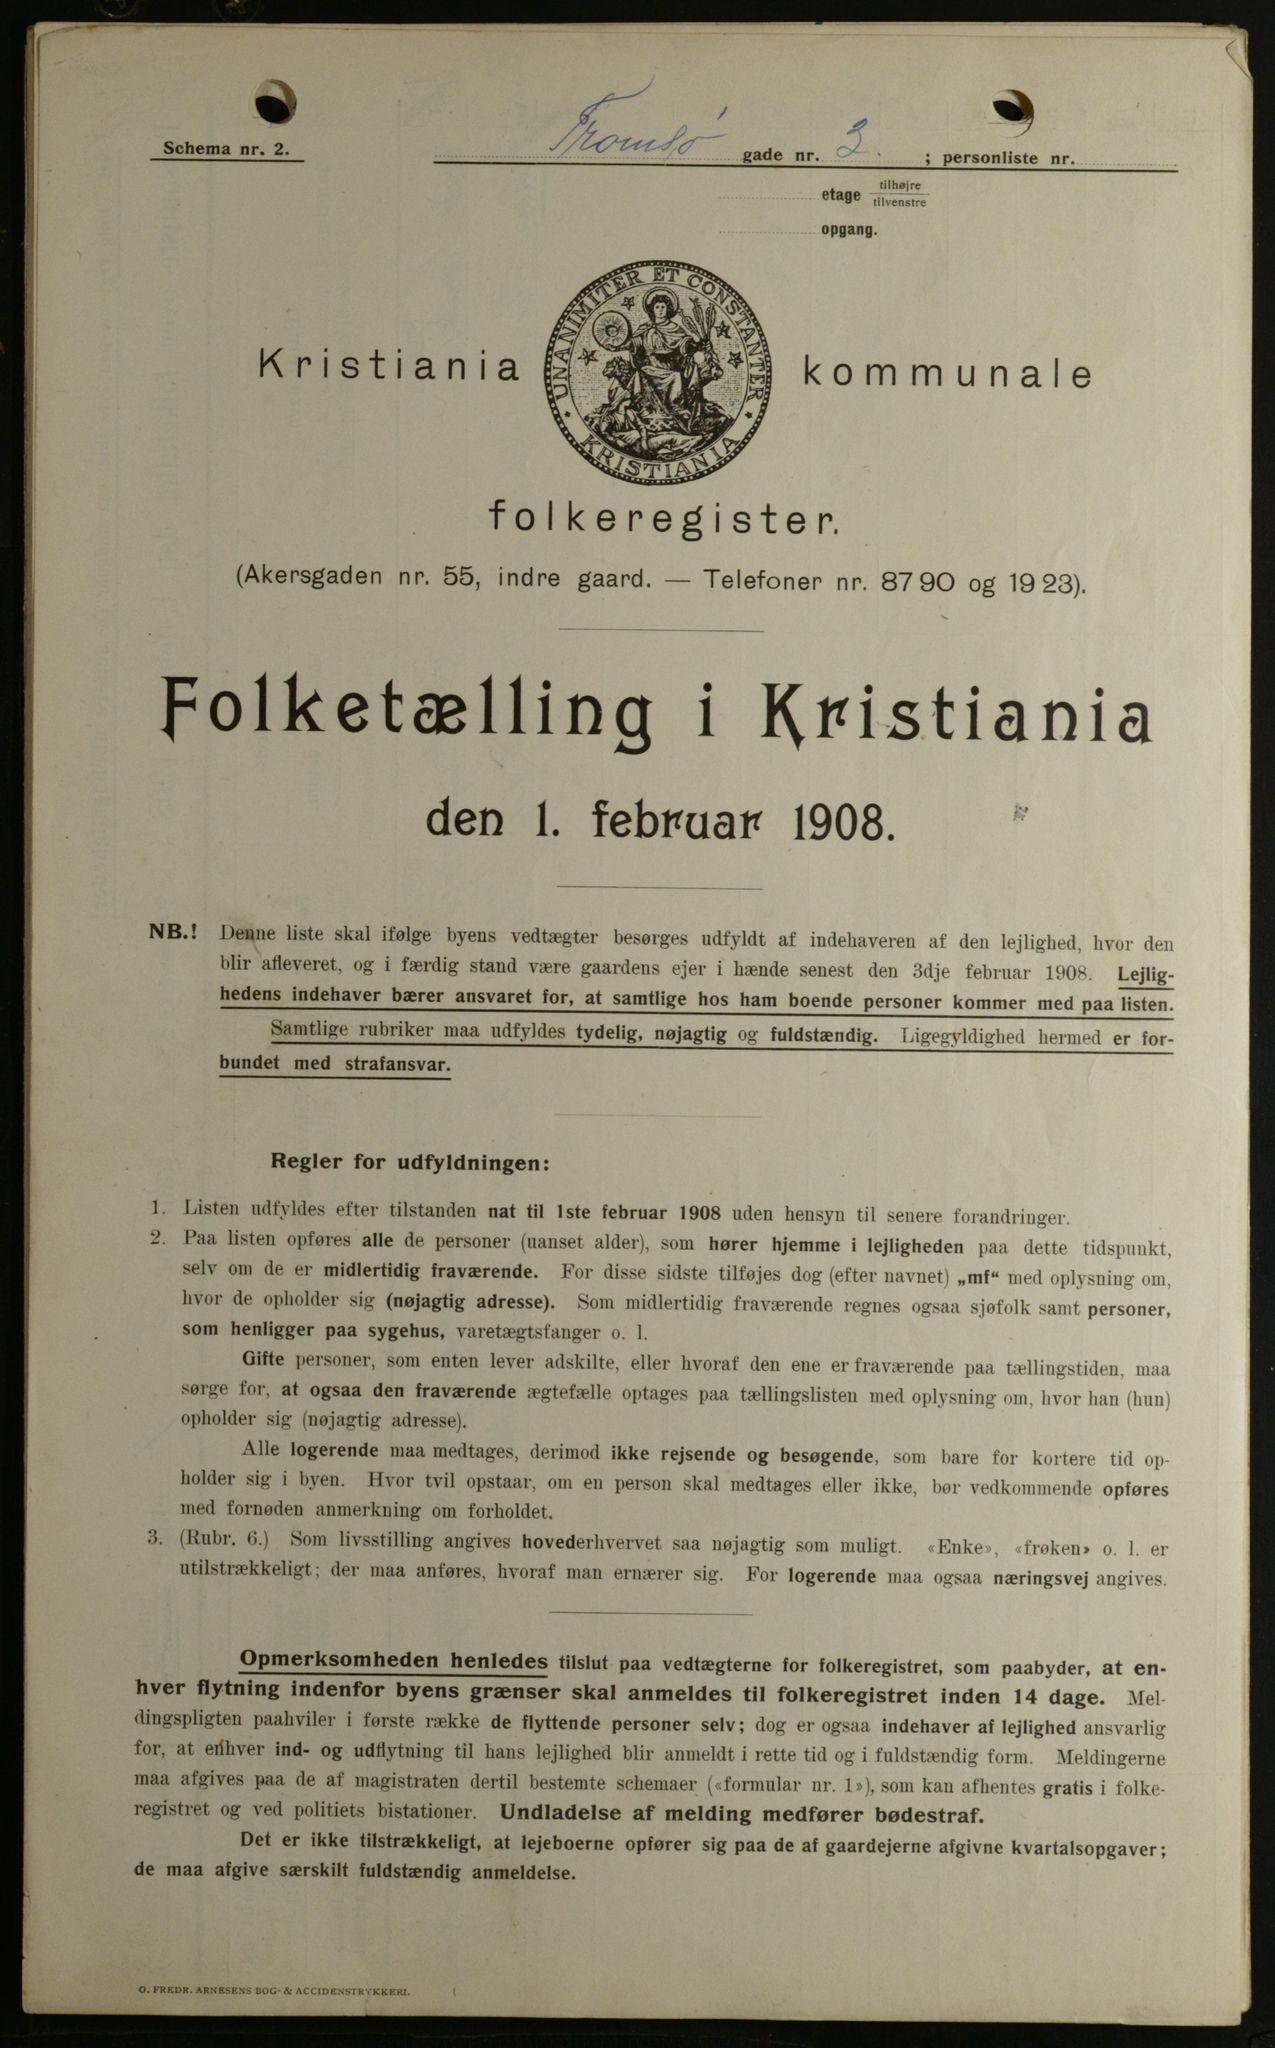 Schema nr. 2.
Tromsø gade nr. 3. ; personliste nr.
etage tilhøjre
tilvenstre
opgang.
UNANIMITER ET CONSTANTER
KRISTIANIA
Kristiania kommunale
folkeregister.
(Akersgaden nr. 55, indre gaard. — Telefoner nr. 87 90 og 19 23).
Folketælling i Kristiania
den 1. februar 1908.
NB.! Denne liste skal ifølge byens vedtægter besørges udfyldt af indehaveren af den lejlighed, hvor den
blir afleveret, og i færdig stand være gaardens ejer i hænde senest den 3dje februar 1908. Lejlig-
hedens indehaver bærer ansvaret for, at samtlige hos ham boende personer kommer med paa listen.
Samtlige rubriker maa udfyldes tydelig, nøjagtig og fuldstændig. Ligegyldighed hermed er for-
bundet med strafansvar.
Regler for udfyldningen:
1. Listen udfyldes efter tilstanden nat til 1ste februar 1908 uden hensyn til senere forandringer.
2. Paa listen opføres alle de personer (uanset alder), som hører hjemme i lejligheden paa dette tidspunkt,
selv om de er midlertidig fraværende. For disse sidste tilføjes dog (efter navnet) „mf“ med oplysning om,
hvor de opholder sig (nøjagtig adresse). Som midlertidig fraværende regnes ogsaa sjøfolk samt personer,
som henligger paa sygehus, varetægtsfanger o. l.
Gifte personer, som enten lever adskilte, eller hvoraf den ene er fraværende paa tællingstiden, maa
sørge for, at ogsaa den fraværende ægtefælle optages paa tællingslisten med oplysning om, hvor han (hun)
opholder sig (nøjagtig adresse).
Alle logerende maa medtages, derimod ikke rejsende og besøgende, som bare for kortere tid op-
holder sig i byen. Hvor tvil opstaar, om en person skal medtages eller ikke, bør vedkommende opføres
med fornøden anmerkning om forholdet.
3. (Rubr. 6.) Som livsstilling angives hovederhvervet saa nøjagtig som muligt. «Enke», «frøken» o. l. er
utilstrækkeligt; der maa anføres, hvoraf man ernærer sig. For logerende maa ogsaa næringsvej angives.
Opmerksomheden henledes tilslut paa vedtægterne for folkeregistret, som paabyder, at en-
hver flytning indenfor byens grænser skal anmeldes til folkeregistret inden 14 dage. Mel-
dingspligten paahviler i første række de flyttende personer selv; dog er ogsaa indehaver af lejlighed ansvarlig
for, at enhver ind- og udflytning til hans lejlighed blir anmeldt i rette tid og i fuldstændig form. Meldingerne
maa afgives paa de af magistraten dertil bestemte schemaer («formular nr. 1»), som kan afhentes gratis i folke-
registret og ved politiets bistationer. Undladelse af melding medfører bødestraf.
Det er ikke tilstrækkeligt, at lejeboerne opfører sig paa de af gaardejerne afgivne kvartalsopgaver;
de maa afgive særskilt fuldstændig anmeldelse.
O. FREDR. ARNESENS BOG- & ACCIDENSTRYKKERI.